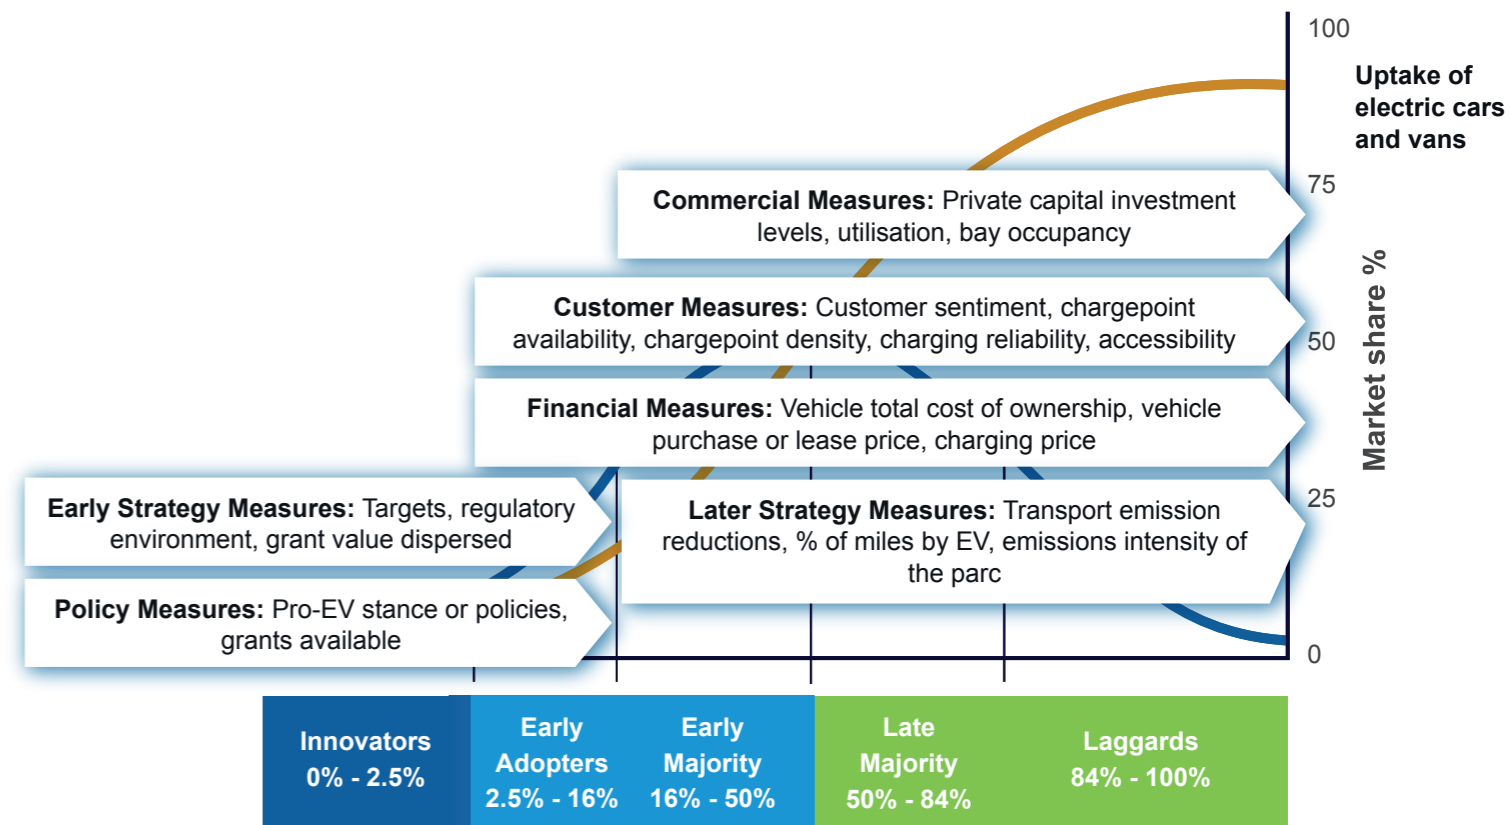 100
Uptake of
electric cars
and vans
75
Commercial Measures: Private capital investment
levels, utilisation, bay occupancy
Customer Measures: Customer sentiment, chargepoint
availability, chargepoint density, charging reliability, accessibility
50
Market share %
Financial Measures: Vehicle total cost of ownership, vehicle
purchase or lease price, charging price
Early Strategy Measures: Targets, regulatory
environment, grant value dispersed
25
Later Strategy Measures: Transport emission
reductions, % of miles by EV, emissions intensity of
the parc
Policy Measures: Pro-EV stance or policies,
grants available
0
Innovators
0% - 2.5%
Early
Adopters
2.5% - 16%
Early
Majority
16% - 50%
Late
Majority
50% - 84%
Laggards
84% - 100%